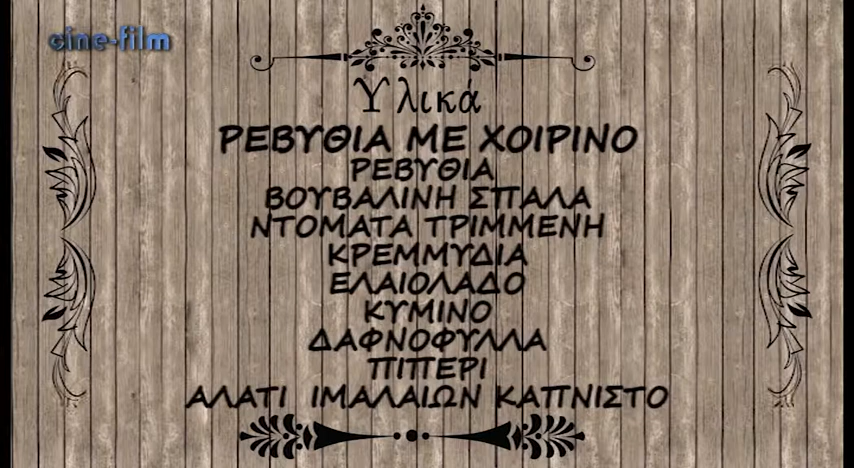 cine-film
Υλικά
ΡΕΒΥΘΙΑ ΜΕ ΧΟΙΡΙΝΟ
ΡΕΒΥΘΙΑ
ΒΟΥΒΑΛΙΝΗ ΣΠΑΛΑ
ΝΤΟΜΑΤΑ ΤΡΙΜΜΕΝΗ
ΚΡΕΜΜΥΔΙΑ
ΕΛΑΙΟΛΑΔΟ
ΚΥΜΙΝΟ
ΔΑΦΝΟΦΥΛΛΑ
ΠΙΠΕΡΙ
ΑΛΑΤΙ ΙΜΑΛΑΙΩΝ ΚΑΠΝΙΣΤΟ